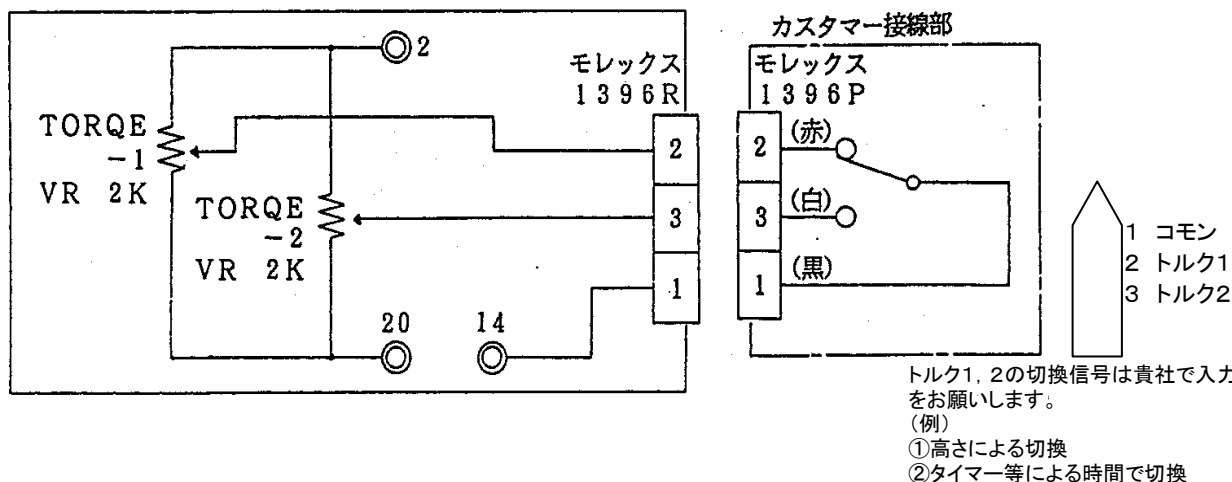 カスタマー接線部
2
モレックス
1396R
モレックス
1396P
TORQE
-1
VR 2K
2
2
(赤)
TORQE
-2
VR 2K
3
3
(白)
1
1
(黒)
20
14
1 コモン
2 トルク1
3 トルク2
トルク1,2の切換信号は貴社で入力
をお願いします。
(例)
①高さによる切換
②タイマー等による時間で切換